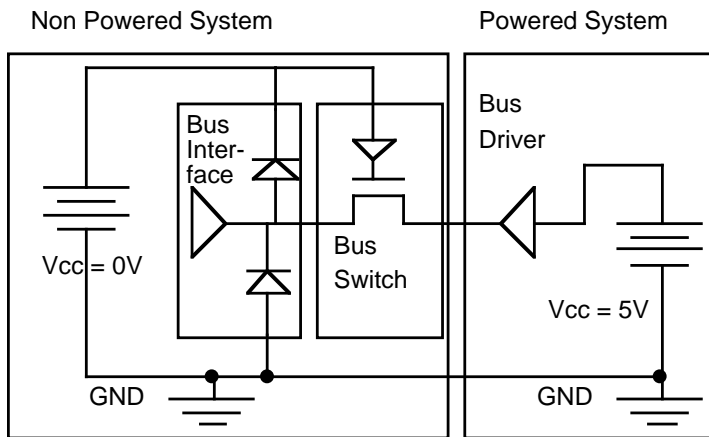 Non Powered System
Powered System
Bus
Inter-
face
Bus
Driver
Bus
Switch
Vcc = 0V
Vcc = 5V
GND
GND